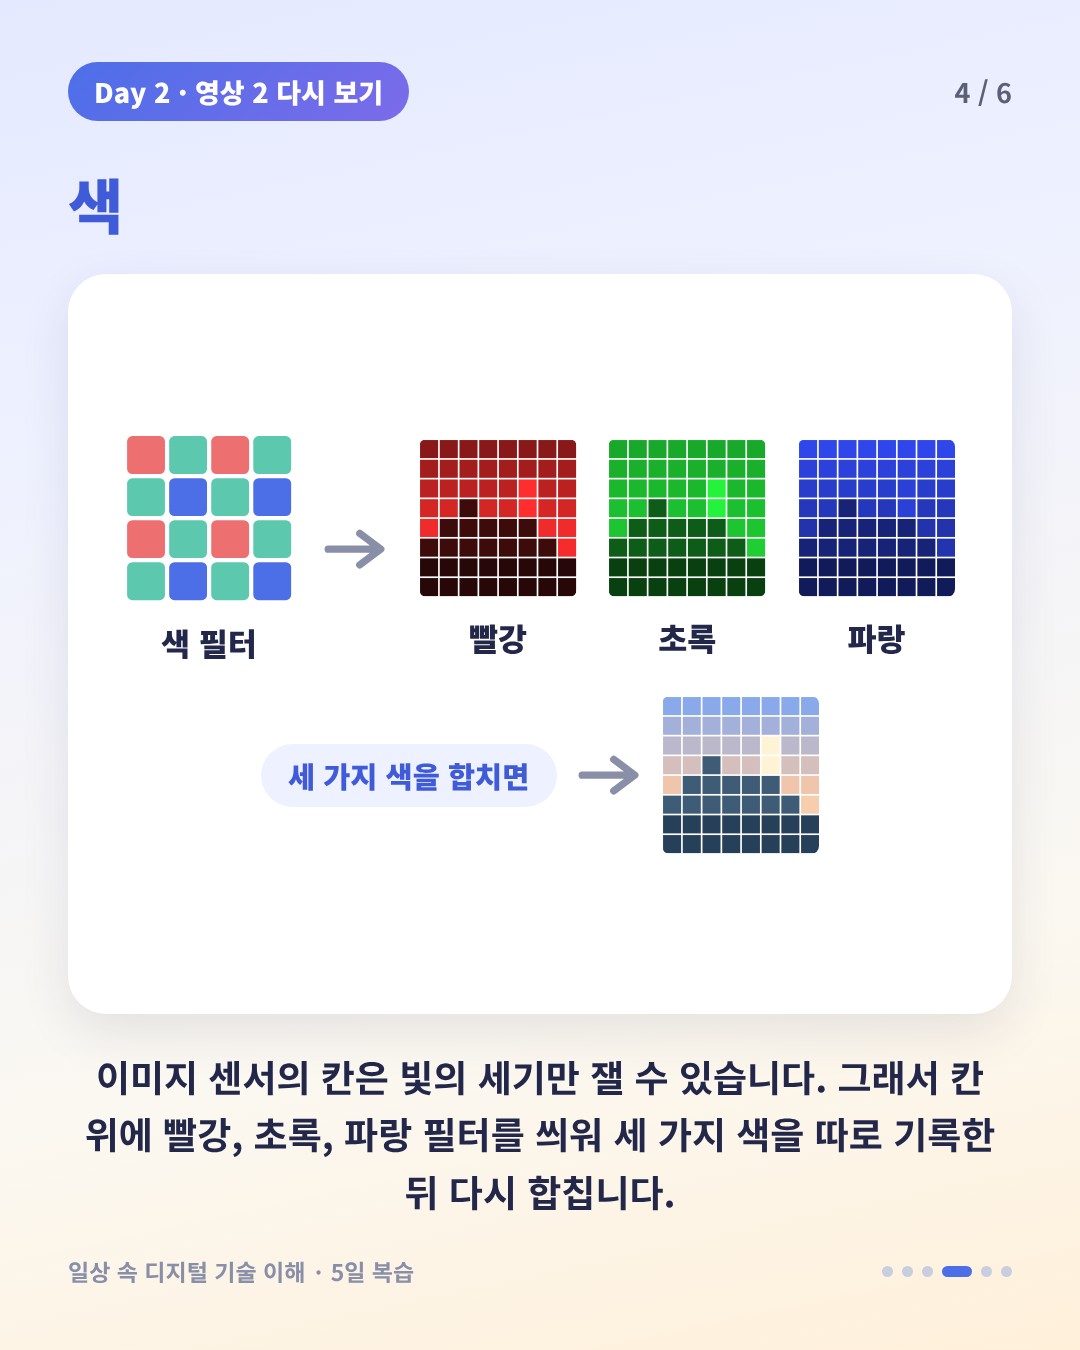 Day 2 · 영상 2 다시 보기
4 / 6
색
색 필터
빨강
초록
파랑
세 가지 색을 합치면
이미지 센서의 칸은 빛의 세기만 잴 수 있습니다. 그래서 칸
위에 빨강, 초록, 파랑 필터를 씌워 세 가지 색을 따로 기록한
뒤 다시 합칩니다.
일상 속 디지털 기술 이해 · 5일 복습